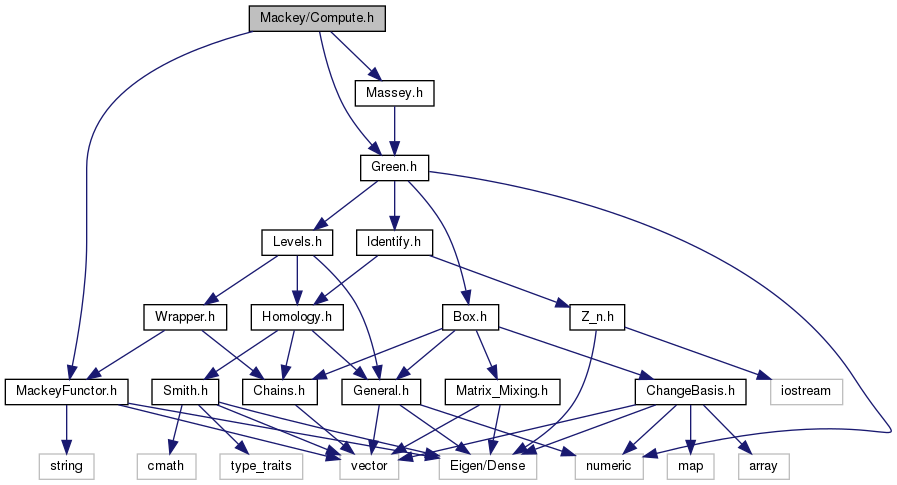 Mackey/Compute.h
Massey.h
Green.h
Levels.h
Identify.h
Wrapper.h
Homology.h
Box.h
Z_n.h
MackeyFunctor.h
Smith.h
Chains.h
General.h
Matrix_Mixing.h
ChangeBasis.h
iostream
string
cmath
type_traits
vector
Eigen/Dense
numeric
map
array